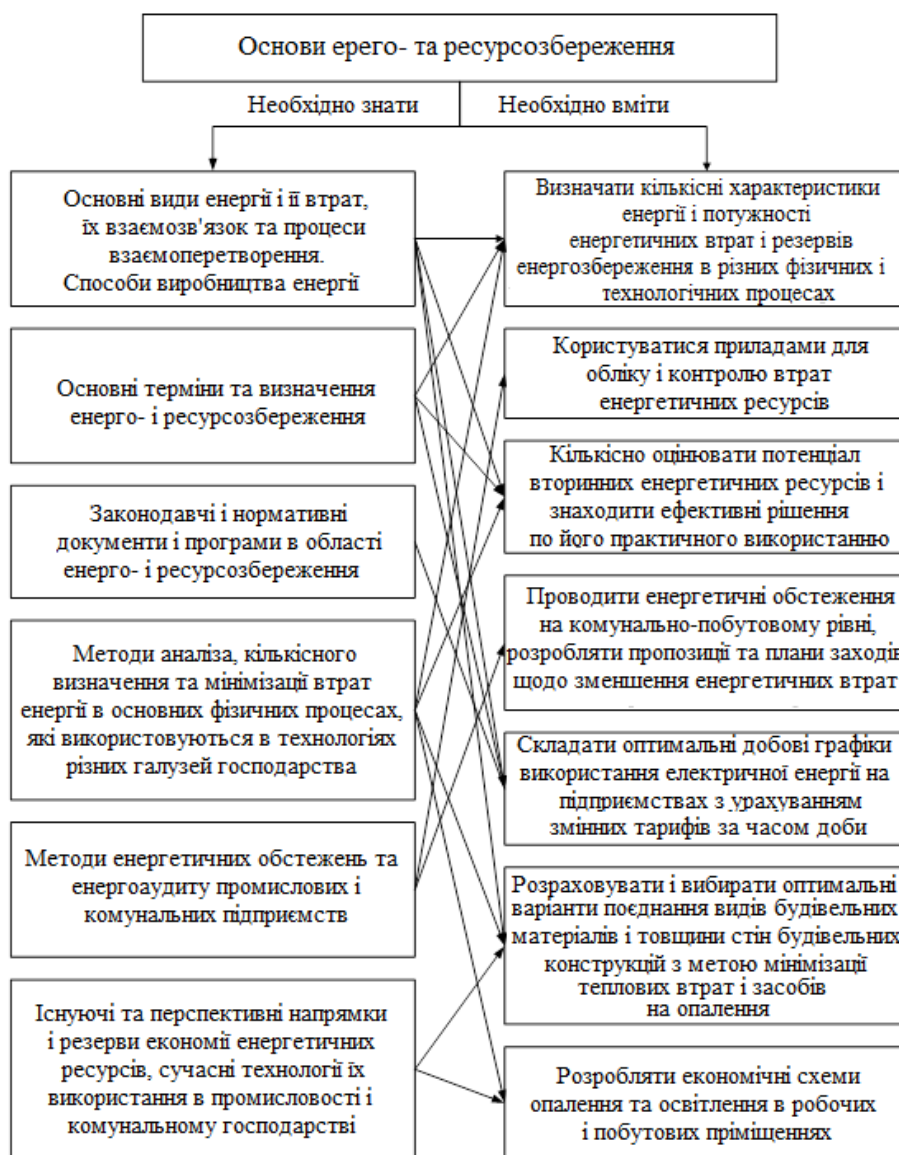 Основи ерего- та ресурсозбереження
Необхідно знати
Необхідно вміти
Основні види енергії і її втрат,
їх взаємозв'язок та процеси
взаємоперетворення.
Способи виробництва енергії
Основні терміни та визначення
енерго- і ресурсозбереження
Законодавчі і нормативні
документи і програми в області
енерго- і ресурсозбереження
Методи аналіза, кількісного
визначення та мінімізації втрат
енергії в основних фізичних процесах,
які використовуються в технологіях
різних галузей господарства
Методи енергетичних обстежень та
енергоаудиту промислових і
комунальних підприємств
Існуючі та перспективні напрямки
і резерви економії енергетичних
ресурсів, сучасні технології їх
використання в промисловості і
комунальному господарстві
Визначати кількісні характеристики
енергії і потужності
енергетичних втрат і резервів
енергозбереження в різних фізичних і
технологічних процесах
Користуватися приладами для
обліку і контролю втрат
енергетичних ресурсів
Кількісно оцінювати потенціал
вторинних енергетичних ресурсів і
знаходити ефективні рішення
по його практичного використанню
Проводити енергетичні обстеження
на комунально-побутовому рівні,
розробляти пропозиції та плани заходів
щодо зменшення енергетичних втрат
Складати оптимальні добові графіки
використання електричної енергії на
підприємствах з урахуванням
змінних тарифів за часом доби
Розраховувати і вибирати оптимальні
варіанти поєднання видів будівельних
матеріалів і товщини стін будівельних
конструкцій з метою мінімізації
теплових втрат і засобів
на опалення
Розробляти економічні схеми
опалення та освітлення в робочих
і побутових пріміщеннях